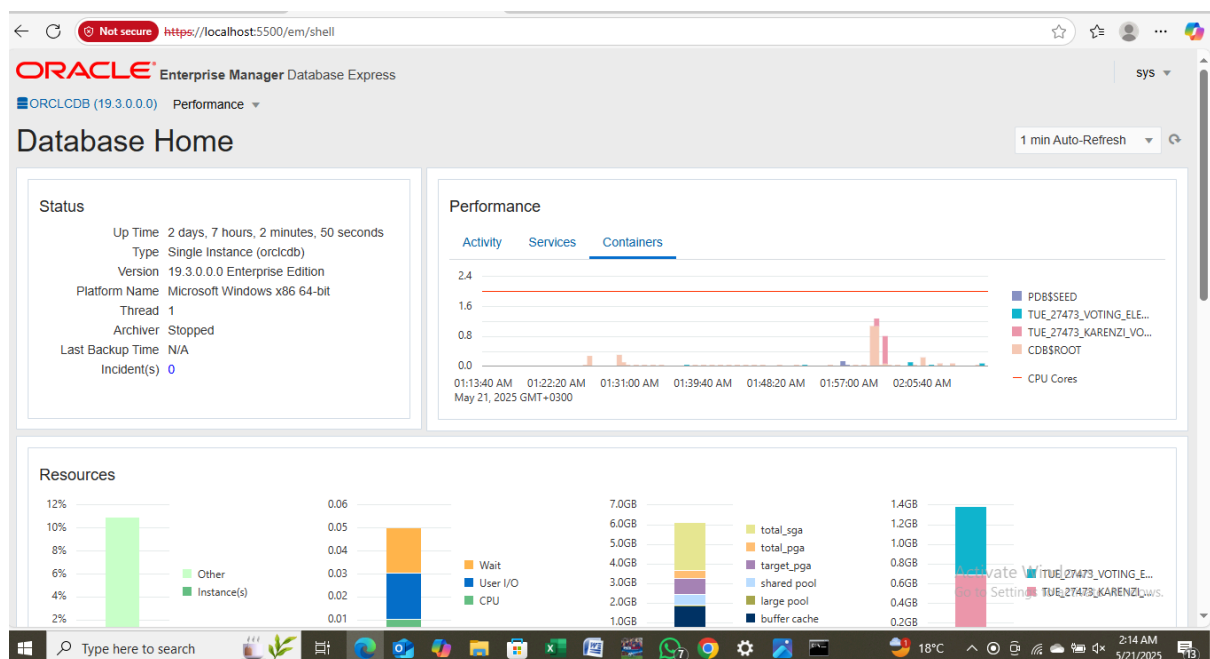 Not secure https://localhost:5500/em/shell
ORACLE Enterprise Manager Database Express
sys
ORCLCDB (19.3.0.0.0) Performance
Database Home
1 min Auto-Refresh
Status
Up Time 2 days, 7 hours, 2 minutes, 50 seconds
Type Single Instance (orclcdb)
Version 19.3.0.0.0 Enterprise Edition
Platform Name Microsoft Windows x86 64-bit
Thread 1
Archiver Stopped
Last Backup Time N/A
Incident(s) 0
Performance
Activity Services Containers
2.4
1.6
0.8
0.0
01:13:40 AM 01:22:20 AM 01:31:00 AM 01:39:40 AM 01:48:20 AM 01:57:00 AM 02:05:40 AM
May 21, 2025 GMT+0300
PDB$SEED
TUE_27473_VOTING_ELE...
TUE_27473_KARENZI_VO...
CDB$ROOT
CPU Cores
Resources
12%
10%
8%
6%
4%
2%
Other
Instance(s)
0.06
0.05
0.04
0.03
0.02
0.01
Wait
User I/O
CPU
7.0GB
6.0GB
5.0GB
4.0GB
3.0GB
2.0GB
1.0GB
total_sga
total_pga
target_pga
shared pool
large pool
buffer cache
1.4GB
1.2GB
1.0GB
0.8GB
0.6GB
0.4GB
0.2GB
TUE_27473_VOTING_E...
TUE_27473_KARENZI_...
Activate Windows
Go to Settings to activate Windows.
Type here to search
7
18°C
2:14 AM
5/21/2025
13